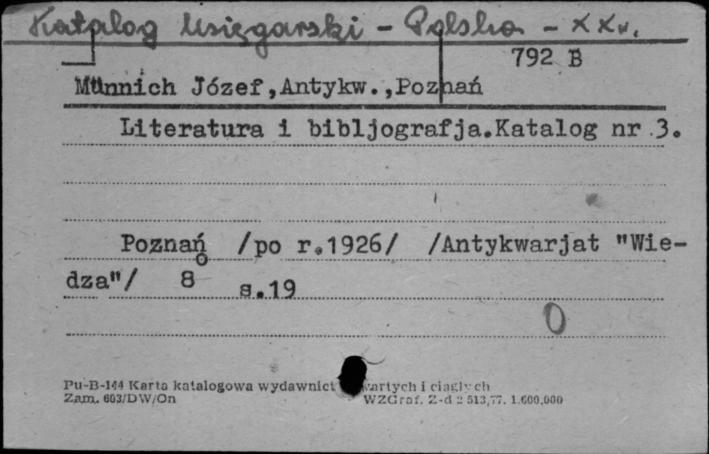 Katalog księgarski - Polska - XX w.
792 B
Münnich Józef,Antykw.,Poznań
Literatura i bibljografja.Katalog nr 3.
Poznań /po r.1926/ /Antykwarjat "Wie-
dza"/ 8° s.19
0
Pu-B-144 Karta katalogowa wydawnict i ciągłych
Zam. 603/DW/On WZGraf. Z-d 2 513,77. 1.600,000